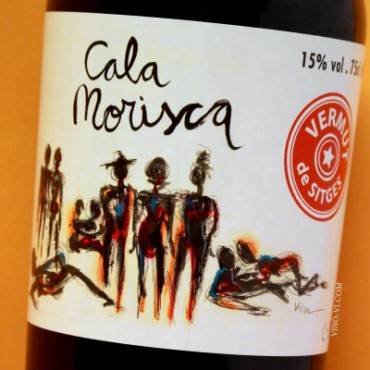 Cala
Morisca
15% vol. 75cl
VERMUT
de SITGES
VINO-VI.COM